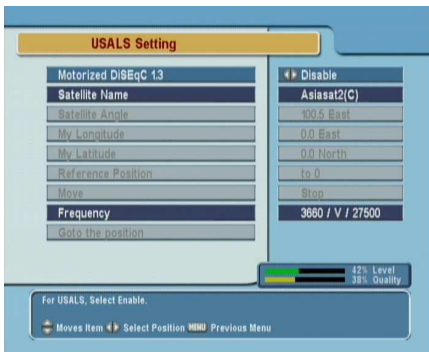 USALS Setting
Motorized DiSEqC 1.3 Disable
Satellite Name Asiasat2(C)
Satellite Angle 100.5 East
My Longitude 0.0 East
My Latitude 0.0 North
Reference Position to 0
Move Stop
Frequency 3660 / V / 27500
Goto the position
42% Level
38% Quality
For USALS, Select Enable.
Moves Item Select Position MENU Previous Menu